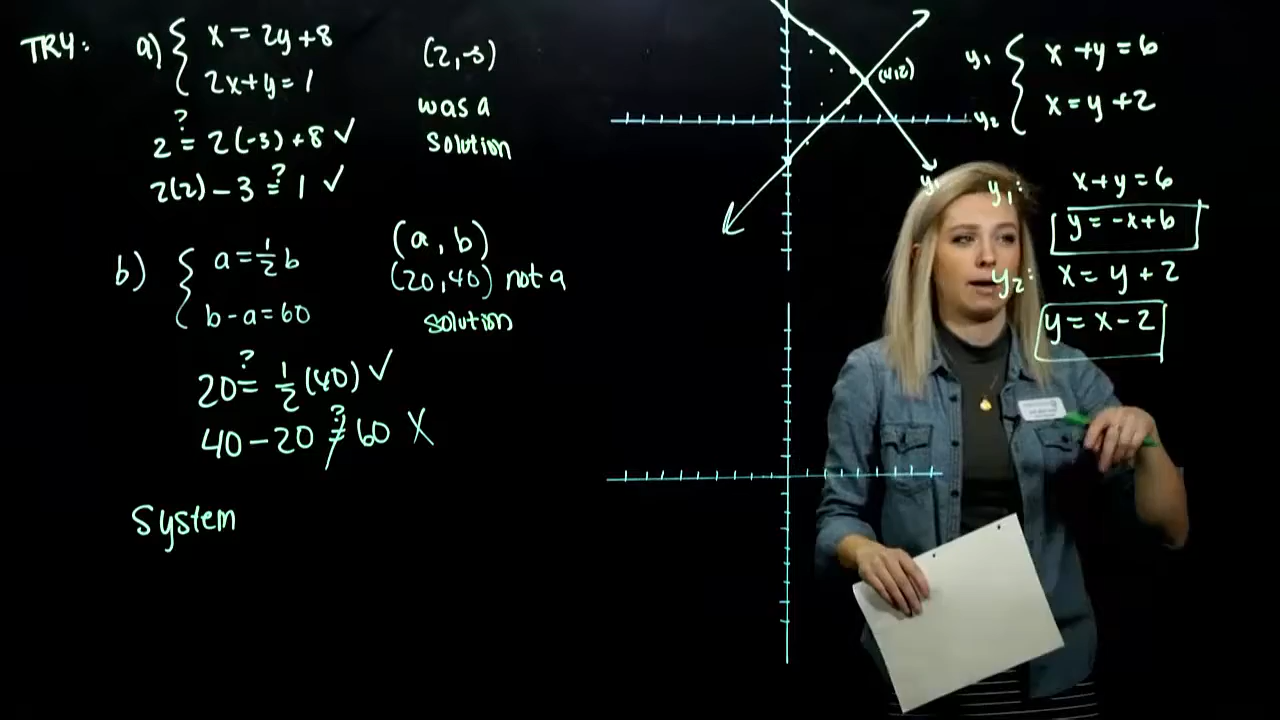 TRY:
a) { x = 2y + 8
2x + y = 1
2 ≟ 2(-3) + 8 ✓
2(2) - 3 ≟ 1 ✓
(2, -3)
was a
solution
b) { a = ½ b
b - a = 60
(a, b)
(20, 40) not a
solution
20 ≟ ½ (40) ✓
40 - 20 ≠? 60 X
System
(4,2)
y₁
y₁ { x + y = 6
y₂ x = y + 2
y₁: x + y = 6
y = -x + 6
y₂: x = y + 2
y = x - 2